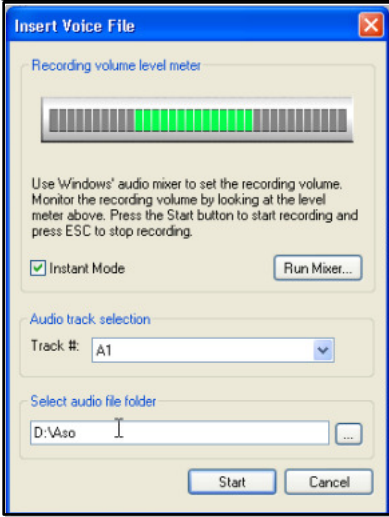 Insert Voice File
Recording volume level meter
Use Windows' audio mixer to set the recording volume.
Monitor the recording volume by looking at the level
meter above. Press the Start button to start recording and
press ESC to stop recording.
Instant Mode
Run Mixer...
Audio track selection
Track #: A1
Select audio file folder
D:\Aso
...
Start Cancel